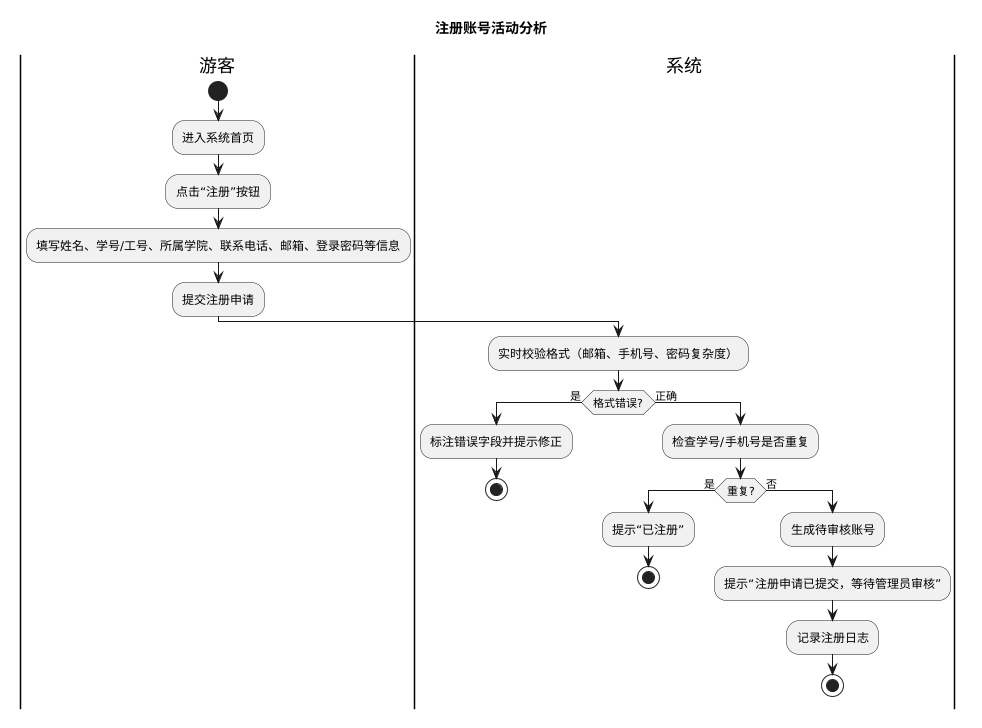 注册账号活动分析
游客
系统
进入系统首页
点击“注册”按钮
填写姓名、学号/工号、所属学院、联系电话、邮箱、登录密码等信息
提交注册申请
实时校验格式（邮箱、手机号、密码复杂度）
是
格式错误?
正确
标注错误字段并提示修正
检查学号/手机号是否重复
是
重复?
否
提示“已注册”
生成待审核账号
提示“注册申请已提交，等待管理员审核”
记录注册日志